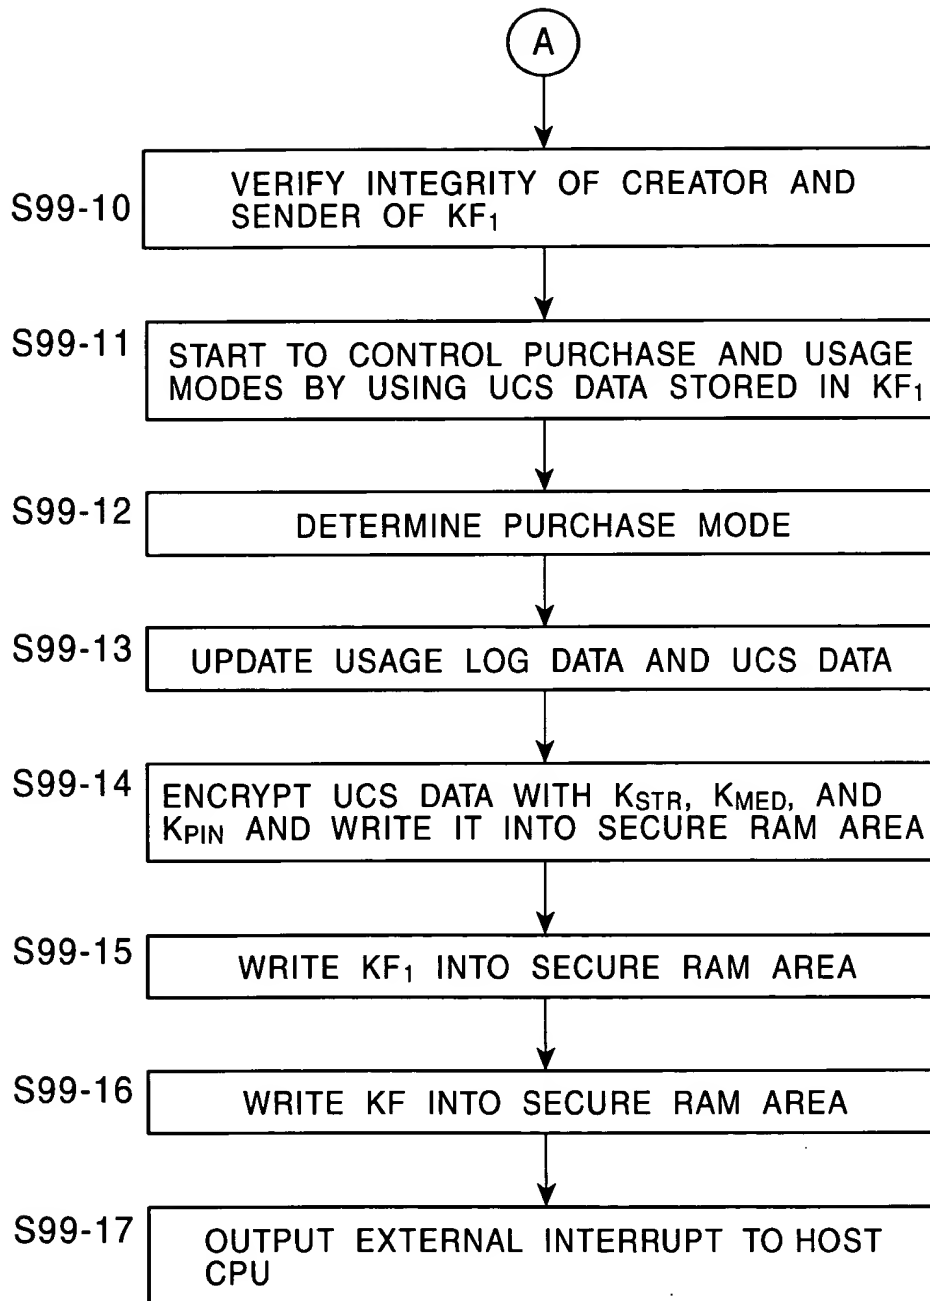 A
S99-10
VERIFY INTEGRITY OF CREATOR AND
SENDER OF KF₁
S99-11
START TO CONTROL PURCHASE AND USAGE
MODES BY USING UCS DATA STORED IN KF₁
S99-12
DETERMINE PURCHASE MODE
S99-13
UPDATE USAGE LOG DATA AND UCS DATA
S99-14
ENCRYPT UCS DATA WITH KSTR, KMED, AND
KPIN AND WRITE IT INTO SECURE RAM AREA
S99-15
WRITE KF₁ INTO SECURE RAM AREA
S99-16
WRITE KF INTO SECURE RAM AREA
S99-17
OUTPUT EXTERNAL INTERRUPT TO HOST
CPU